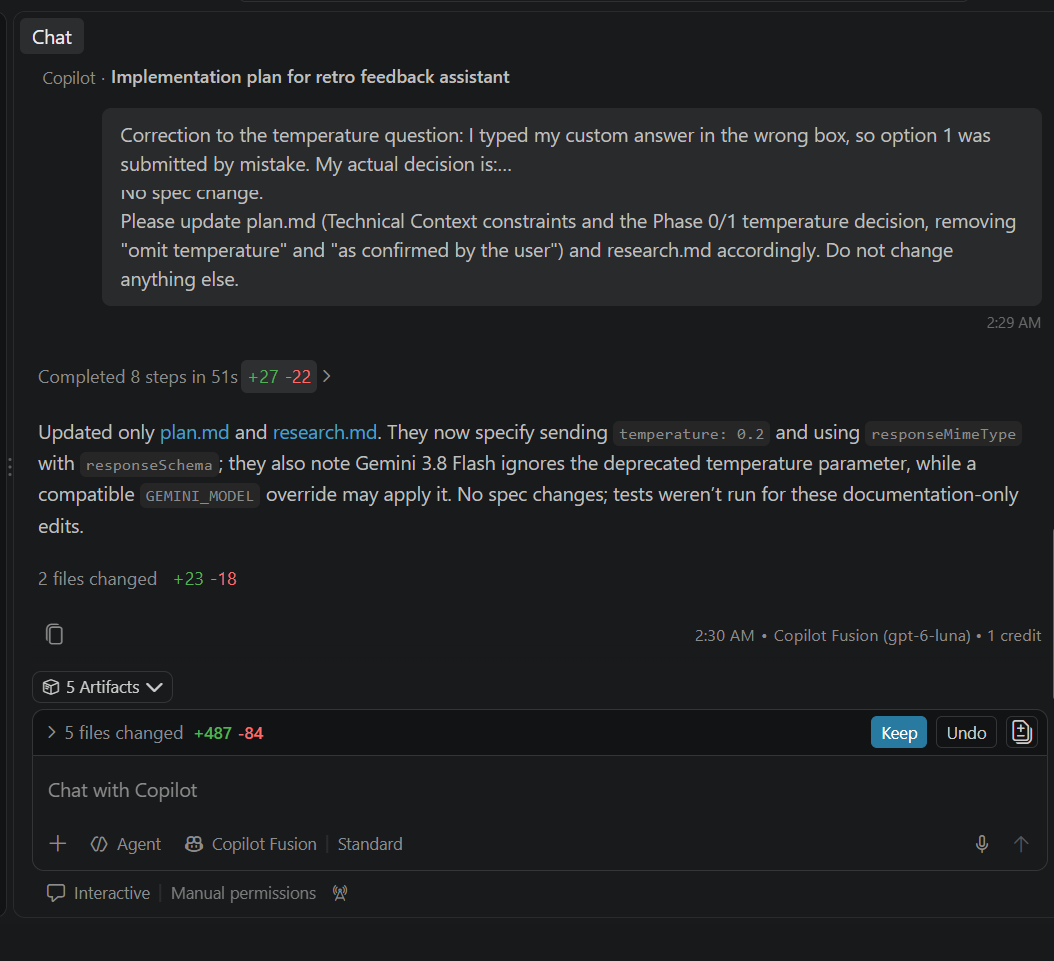 Chat
Copilot · Implementation plan for retro feedback assistant
Correction to the temperature question: I typed my custom answer in the wrong box, so option 1 was
submitted by mistake. My actual decision is:...
No spec change.
Please update plan.md (Technical Context constraints and the Phase 0/1 temperature decision, removing
"omit temperature" and "as confirmed by the user") and research.md accordingly. Do not change
anything else.
2:29 AM
Completed 8 steps in 51s +27 -22
Updated only plan.md and research.md. They now specify sending temperature: 0.2 and using responseMimeType
with responseSchema; they also note Gemini 3.8 Flash ignores the deprecated temperature parameter, while a
compatible GEMINI_MODEL override may apply it. No spec changes; tests weren’t run for these documentation-only
edits.
2 files changed +23 -18
2:30 AM • Copilot Fusion (gpt-6-luna) • 1 credit
5 Artifacts
5 files changed +487 -84
Keep Undo
Chat with Copilot
Agent Copilot Fusion Standard
Interactive Manual permissions